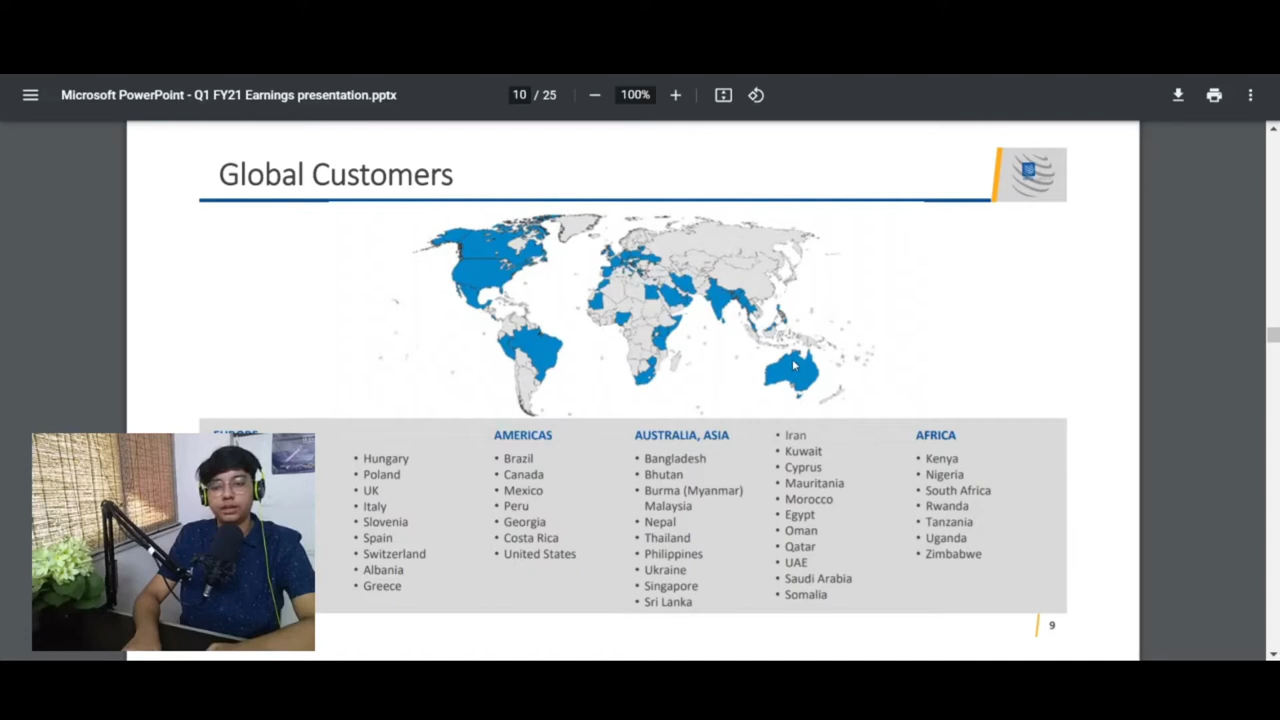 Microsoft PowerPoint - Q1 FY21 Earnings presentation.pptx
10 / 25
100%
Global Customers
Hungary
Poland
UK
Italy
Slovenia
Spain
Switzerland
Albania
Greece
AMERICAS
Brazil
Canada
Mexico
Peru
Georgia
Costa Rica
United States
AUSTRALIA, ASIA
Bangladesh
Bhutan
Burma (Myanmar)
Malaysia
Nepal
Thailand
Philippines
Ukraine
Singapore
Sri Lanka
Iran
Kuwait
Cyprus
Mauritania
Morocco
Egypt
Oman
Qatar
UAE
Saudi Arabia
Somalia
AFRICA
Kenya
Nigeria
South Africa
Rwanda
Tanzania
Uganda
Zimbabwe
9